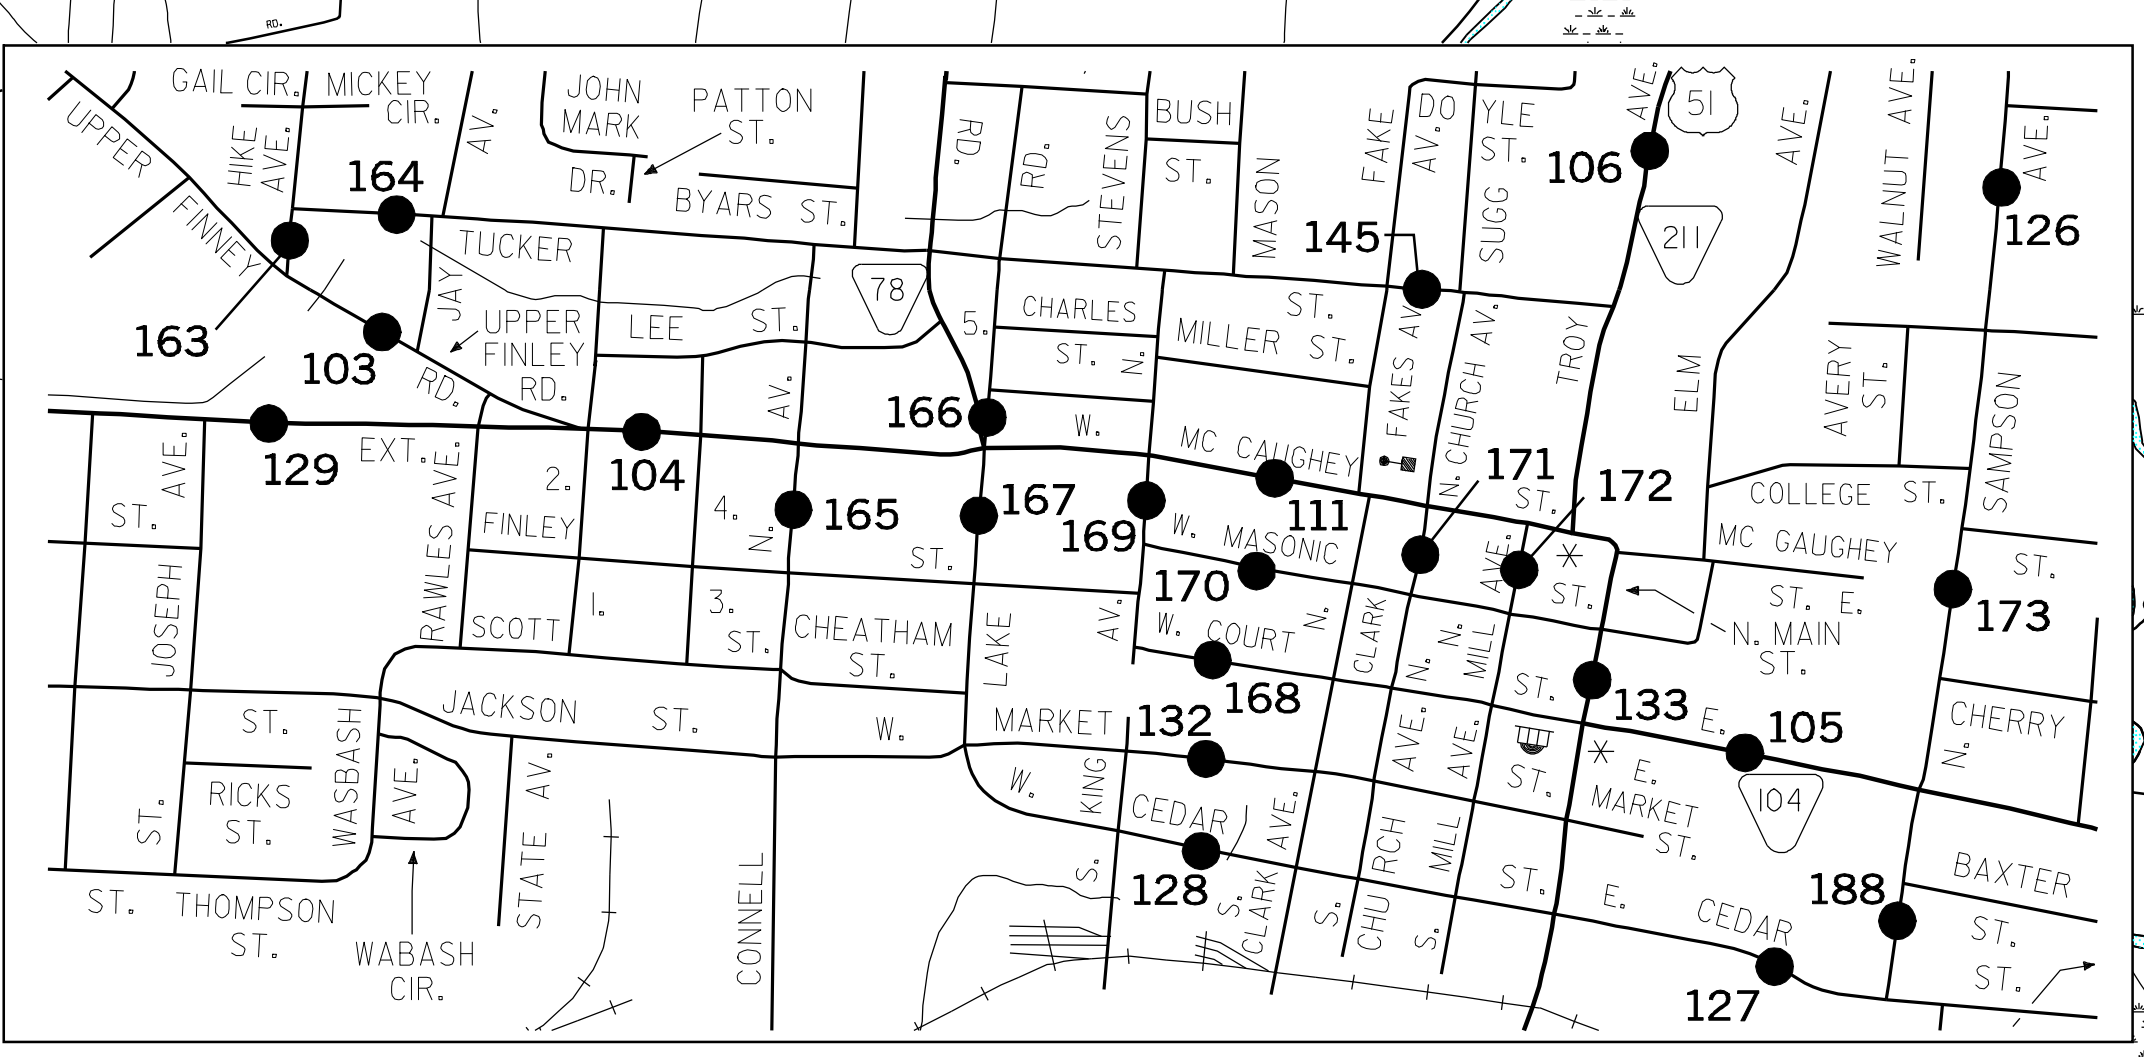 RD.
GAIL CIR.
MICKEY
CIR.
UPPER
FINNEY
HIKE
AVE.
164
AV.
JOHN
MARK
DR.
PATTON
ST.
BYARS ST.
RD.
RD.
STEVENS
BUSH
ST.
MASON
FAKE
AV.
DO YLE
ST.
SUGG
106
AVE.
51
211
AVE.
WALNUT AVE.
AVE.
126
145
TUCKER
JAY
163
103
UPPER
FINLEY
RD.
RD.
LEE ST.
78
5.
CHARLES
ST.
N.
MILLER ST.
ST.
FAKES AV.
N. CHURCH AV.
TROY
ELM
AVERY
ST.
SAMPSON
129
EXT.
104
AV.
166
W.
MC CAUGHEY
111
171
172
ST.
COLLEGE ST.
MC GAUGHEY
ST. E.
ST.
ST.
AVE.
JOSEPH
RAWLES AVE.
2.
FINLEY
4.
N.
165
ST.
167
169
W. MASONIC
170
AVE.
ST.
173
SCOTT
1.
3.
ST.
CHEATHAM
ST.
LAKE
AV.
W. COURT
N.
CLARK
N.
N.
MILL
N. MAIN
ST.
168
ST.
133
E.
105
CHERRY
N.
JACKSON ST.
W.
MARKET
132
ST.
WASBASH
AVE.
RICKS
ST.
ST.
STATE AV.
KING
W.
CEDAR
AVE.
AVE.
AVE.
ST.
E.
MARKET
ST.
104
128
S.
S.
CLARK
S.
CHU RCH
S.
MILL
ST.
E.
CEDAR
127
188
BAXTER
ST.
ST.
ST. THOMPSON
ST.
WABASH
CIR.
CONNELL